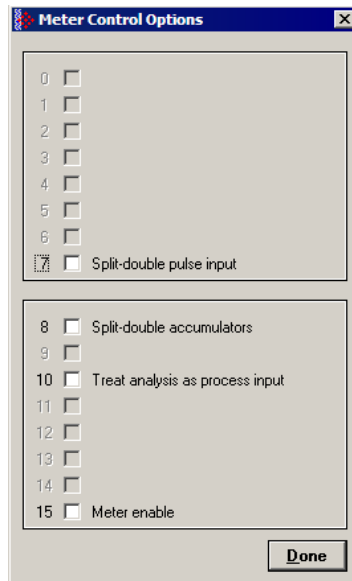 Meter Control Options
0
1
2
3
4
5
6
7 Split-double pulse input
8 Split-double accumulators
9
10 Treat analysis as process input
11
12
13
14
15 Meter enable
Done